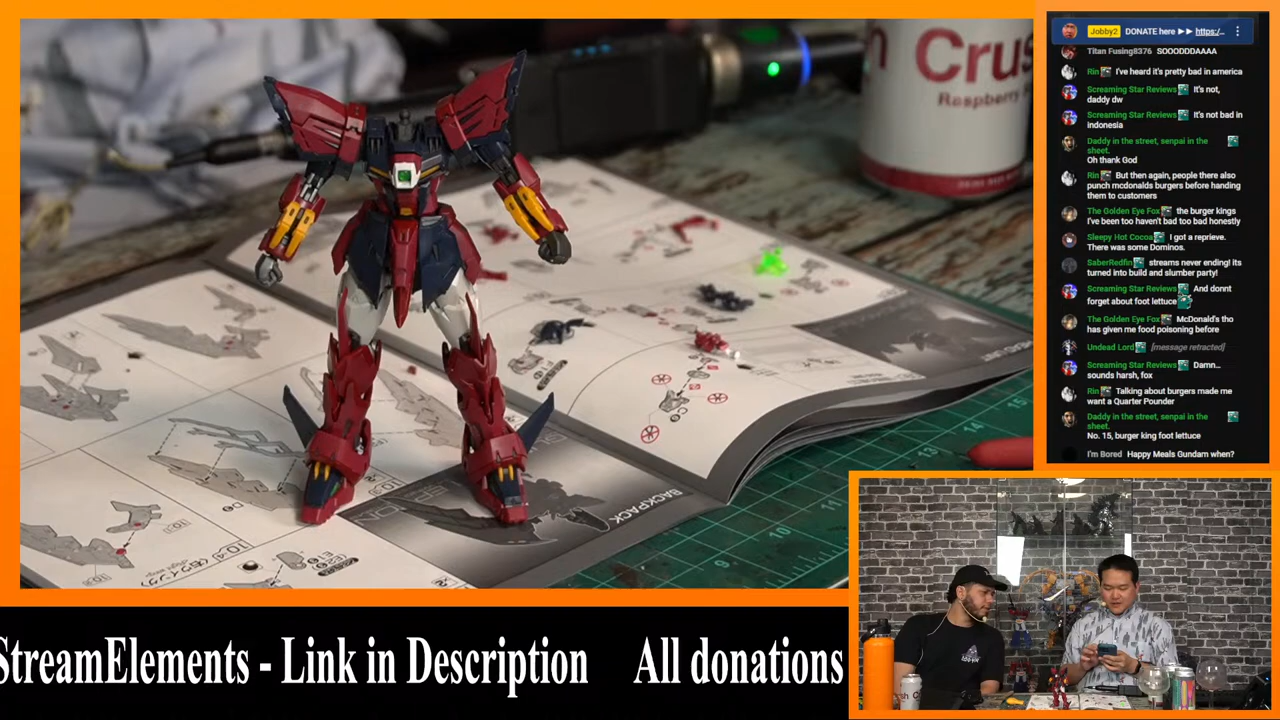 Crus
Raspberry
BACKPACK
15
14
13
11
10
9
Jobby2 DONATE here ►► https:/...
Titan Fusing8376 SOOODDDAAAA
Rin I've heard it's pretty bad in america
Screaming Star Reviews It's not,
daddy dw
Screaming Star Reviews It's not bad in
indonesia
Daddy in the street, senpai in the
sheet.
Oh thank God
Rin But then again, people there also
punch mcdonalds burgers before handing
them to customers
The Golden Eye Fox the burger kings
I've been too haven't bad too bad honestly
Sleepy Hot Cocoa I got a reprieve.
There was some Dominos.
SaberRedfin streams never ending! its
turned into build and slumber party!
Screaming Star Reviews And donnt
forget about foot lettuce
The Golden Eye Fox McDonald's tho
has given me food poisoning before
Undead Lord [message retracted]
Screaming Star Reviews Damn...
sounds harsh, fox
Rin Talking about burgers made me
want a Quarter Pounder
Daddy in the street, senpai in the
sheet.
No. 15, burger king foot lettuce
I'm Bored Happy Meals Gundam when?
StreamElements - Link in Description All donations